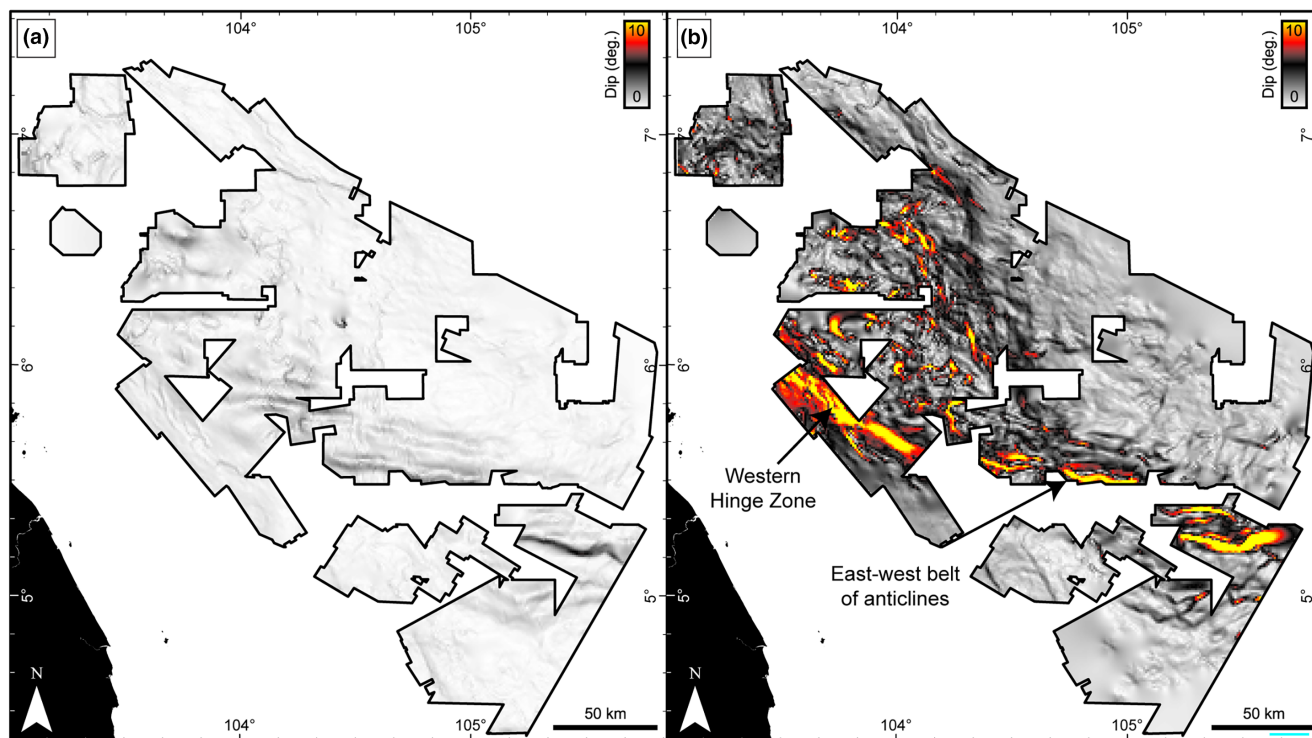 (a)
104°
105°
Dip (deg.)
10
0
7°
6°
5°
N
104°
105°
50 km
(b)
104°
105°
Dip (deg.)
10
0
7°
6°
5°
Western
Hinge Zone
East-west belt
of anticlines
N
104°
105°
50 km